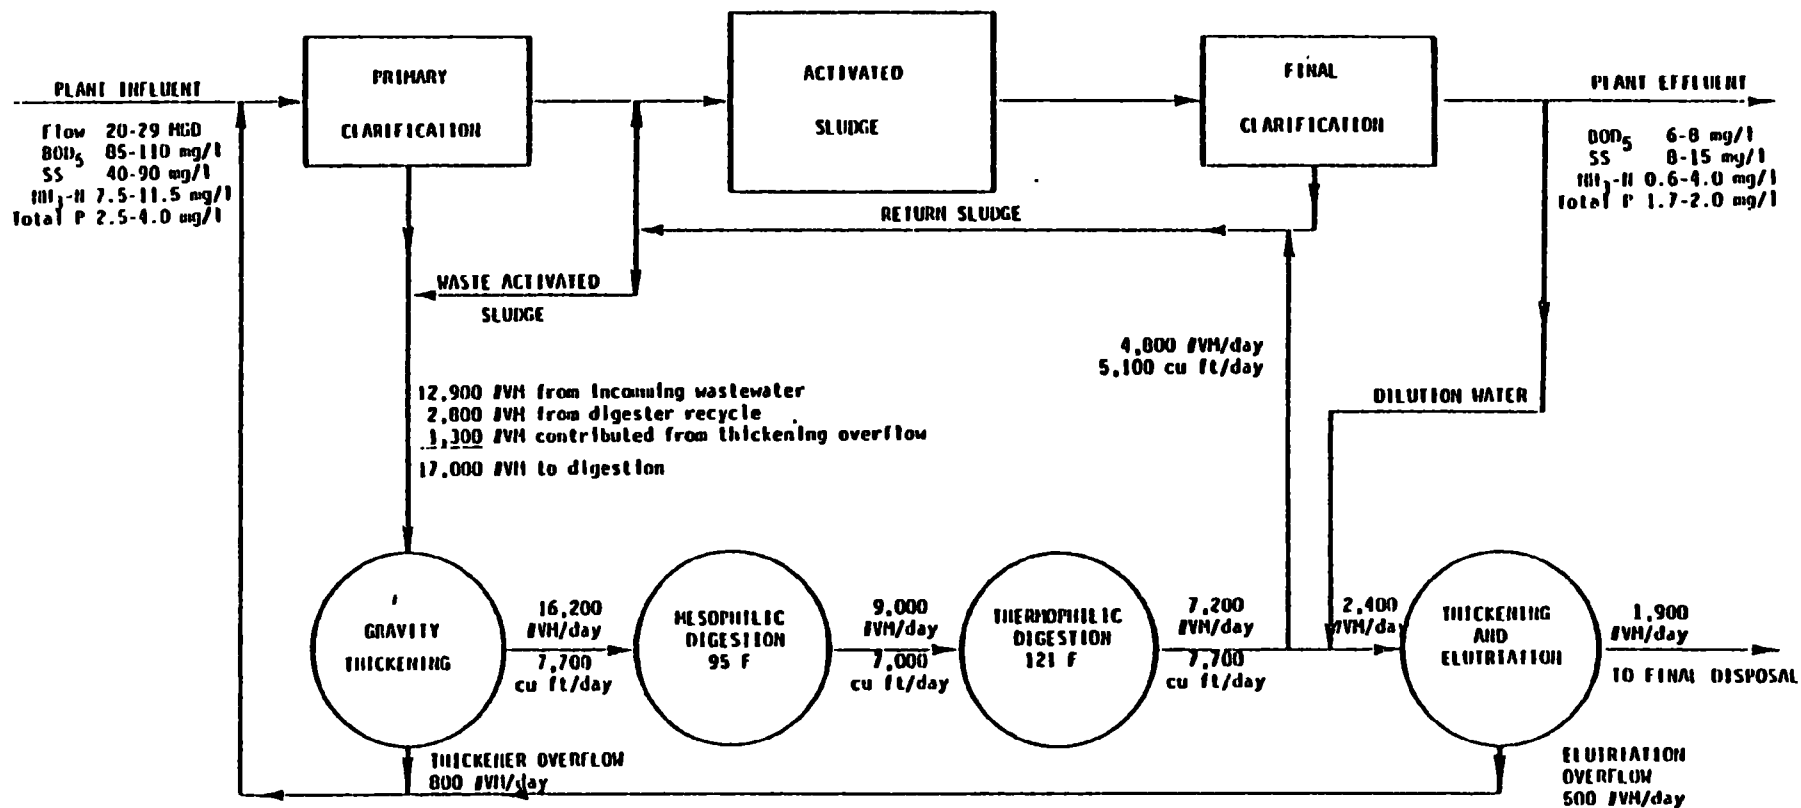 PLANT INFLUENT
Flow 20-29 MGD
BOD5 85-110 mg/l
SS 40-90 mg/l
NH3-N 7.5-11.5 mg/l
Total P 2.5-4.0 mg/l
PRIMARY
CLARIFICATION
ACTIVATED
SLUDGE
FINAL
CLARIFICATION
PLANT EFFLUENT
BOD5 6-8 mg/l
SS 8-15 mg/l
NH3-N 0.6-4.0 mg/l
Total P 1.7-2.0 mg/l
RETURN SLUDGE
WASTE ACTIVATED
SLUDGE
4,800 #VM/day
5,100 cu ft/day
DILUTION WATER
12,900 #VM from incoming wastewater
2,800 #VM from digester recycle
1,300 #VM contributed from thickening overflow
17,000 #VM to digestion
GRAVITY
THICKENING
16,200
#VM/day
7,700
cu ft/day
MESOPHILIC
DIGESTION
95 F
9,000
#VM/day
7,000
cu ft/day
THERMOPHILIC
DIGESTION
121 F
7,200
#VM/day
7,700
cu ft/day
2,400
#VM/day
THICKENING
AND
ELUTRIATION
1,900
#VM/day
TO FINAL DISPOSAL
THICKENER OVERFLOW
800 #VM/day
ELUTRIATION
OVERFLOW
500 #VM/day